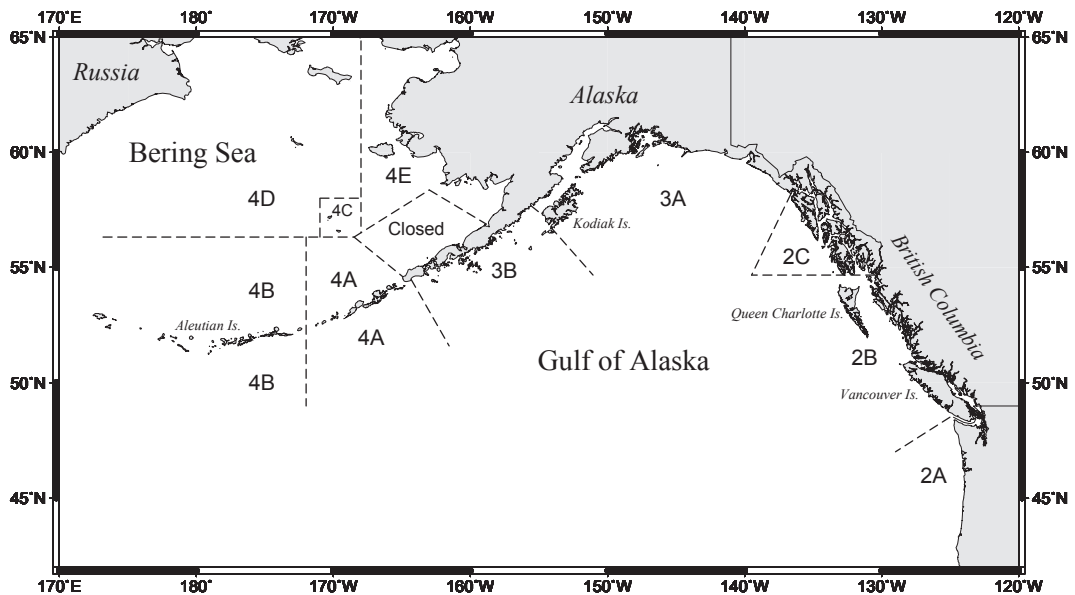 170˚E 180˚ 170˚W 160˚W 150˚W 140˚W 130˚W 120˚W
65˚N 65˚N
Russia
Alaska
Bering Sea
60˚N 60˚N
4E
4D
4C
3A
Closed
Kodiak Is.
British Columbia
2C
55˚N 55˚N
4A
3B
4B
Queen Charlotte Is.
Aleutian Is.
4A
Gulf of Alaska
2B
50˚N 50˚N
4B
Vancouver Is.
2A
45˚N 45˚N
170˚E 180˚ 170˚W 160˚W 150˚W 140˚W 130˚W 120˚W